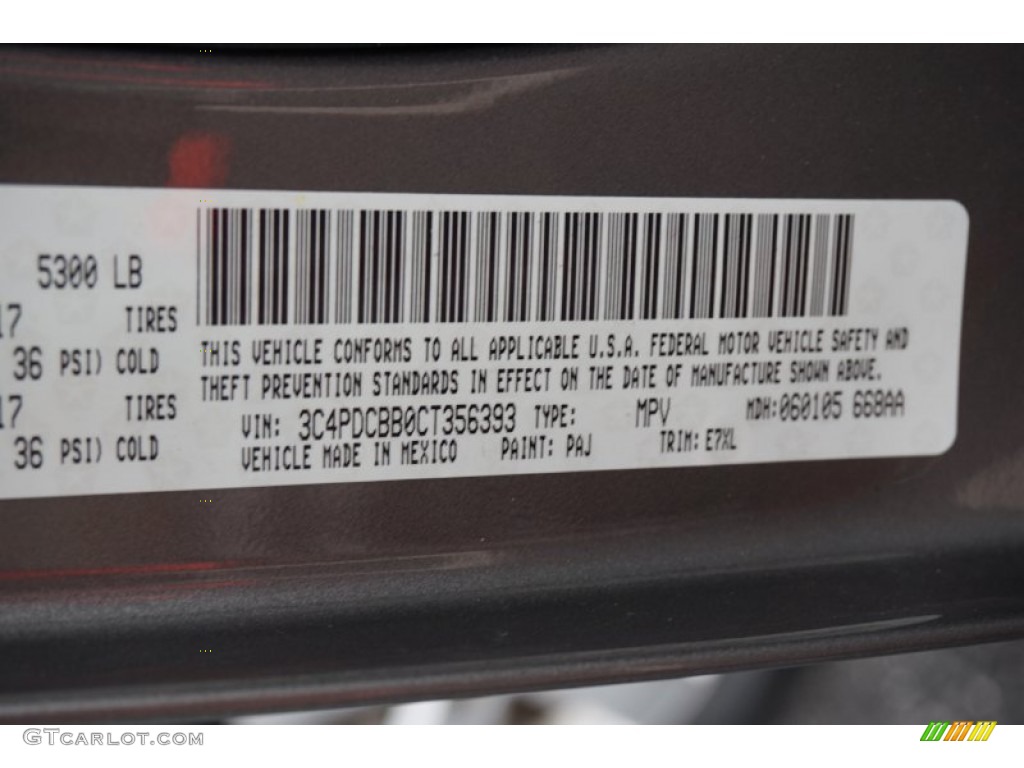 5300 LB
17 TIRES
36 PSI) COLD
17 TIRES
36 PSI) COLD
THIS VEHICLE CONFORMS TO ALL APPLICABLE U.S.A. FEDERAL MOTOR VEHICLE SAFETY AND
THEFT PREVENTION STANDARDS IN EFFECT ON THE DATE OF MANUFACTURE SHOWN ABOVE.
VIN: 3C4PDCBB0CT356393 TYPE: MPV MDH:060105 668AA
VEHICLE MADE IN MEXICO PAINT: PAJ TRIM: E7XL
GTCarlot.com